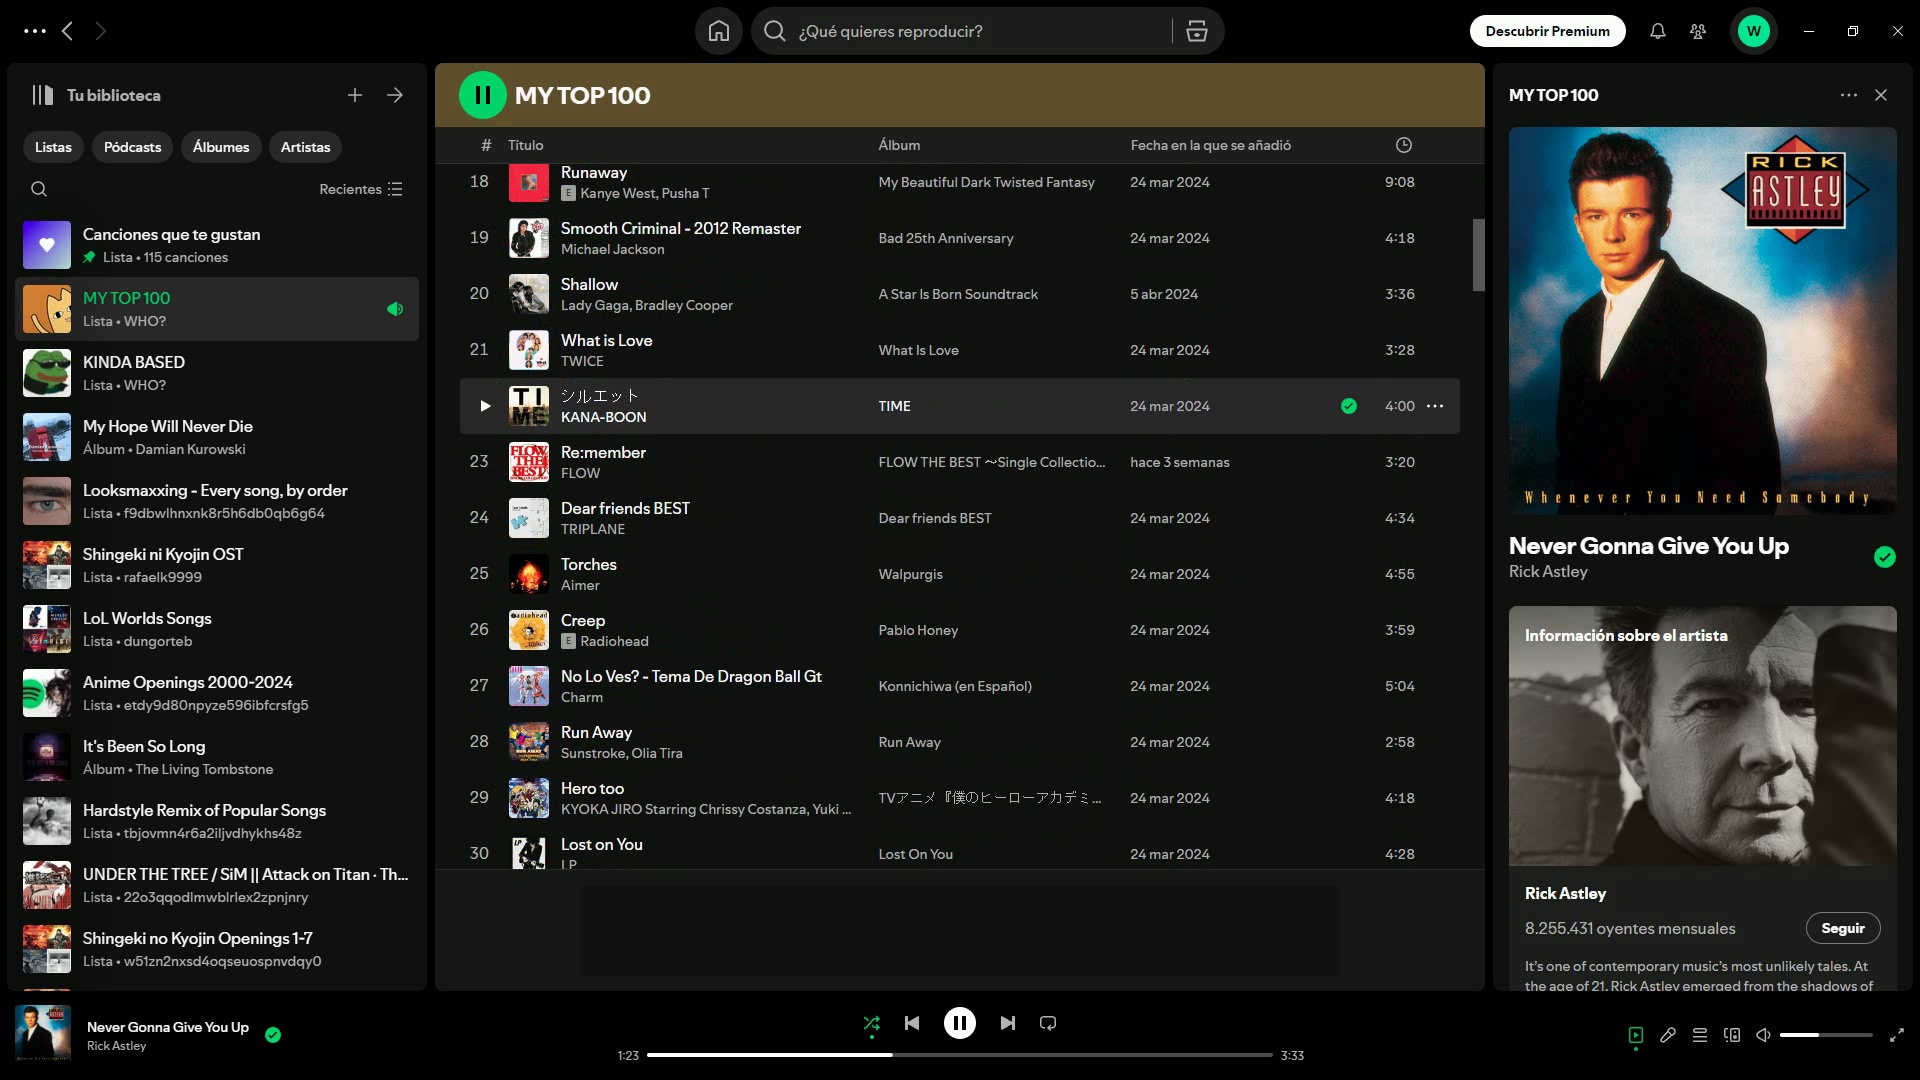 ¿Qué quieres reproducir?
Descubrir Premium
W
Tu biblioteca
Listas
Pódcasts
Álbumes
Artistas
Recientes
Canciones que te gustan
Lista • 115 canciones
MY TOP 100
Lista • WHO?
KINDA BASED
Lista • WHO?
My Hope Will Never Die
Álbum • Damian Kurowski
Looksmaxxing - Every song, by order
Lista • f9dbwlhnxnk8r5h6db0qb6g64
Shingeki ni Kyojin OST
Lista • rafaelk9999
LoL Worlds Songs
Lista • dungorteb
Anime Openings 2000-2024
Lista • etdy9d80npyze596ibfcrsfg5
It's Been So Long
Álbum • The Living Tombstone
Hardstyle Remix of Popular Songs
Lista • tbjovmn4r6a2iljvdhykhs48z
UNDER THE TREE / SiM || Attack on Titan · Th...
Lista • 22o3qqodlmwblrlex2zpnjnry
Shingeki no Kyojin Openings 1-7
Lista • w51zn2nxsd4oqseuospnvdqy0
MY TOP 100
# Título Álbum Fecha en la que se añadió
18 Runaway My Beautiful Dark Twisted Fantasy 24 mar 2024 9:08
E Kanye West, Pusha T
19 Smooth Criminal - 2012 Remaster Bad 25th Anniversary 24 mar 2024 4:18
Michael Jackson
20 Shallow A Star Is Born Soundtrack 5 abr 2024 3:36
Lady Gaga, Bradley Cooper
21 What is Love What Is Love 24 mar 2024 3:28
TWICE
シルエット TIME 24 mar 2024 4:00
KANA-BOON
23 Re:member FLOW THE BEST 〜Single Collectio... hace 3 semanas 3:20
FLOW
24 Dear friends BEST Dear friends BEST 24 mar 2024 4:34
TRIPLANE
25 Torches Walpurgis 24 mar 2024 4:55
Aimer
26 Creep Pablo Honey 24 mar 2024 3:59
E Radiohead
27 No Lo Ves? - Tema De Dragon Ball Gt Konnichiwa (en Español) 24 mar 2024 5:04
Charm
28 Run Away Run Away 24 mar 2024 2:58
Sunstroke, Olia Tira
29 Hero too TVアニメ『僕のヒーローアカデミ... 24 mar 2024 4:18
KYOKA JIRO Starring Chrissy Costanza, Yuki ...
30 Lost on You Lost On You 24 mar 2024 4:28
LP
MY TOP 100
RICK
ASTLEY
Whenever You Need Somebody
Never Gonna Give You Up
Rick Astley
Información sobre el artista
Rick Astley
8.255.431 oyentes mensuales
Seguir
It's one of contemporary music's most unlikely tales. At
the age of 21, Rick Astley emerged from the shadows of
Never Gonna Give You Up
Rick Astley
1:23
3:33